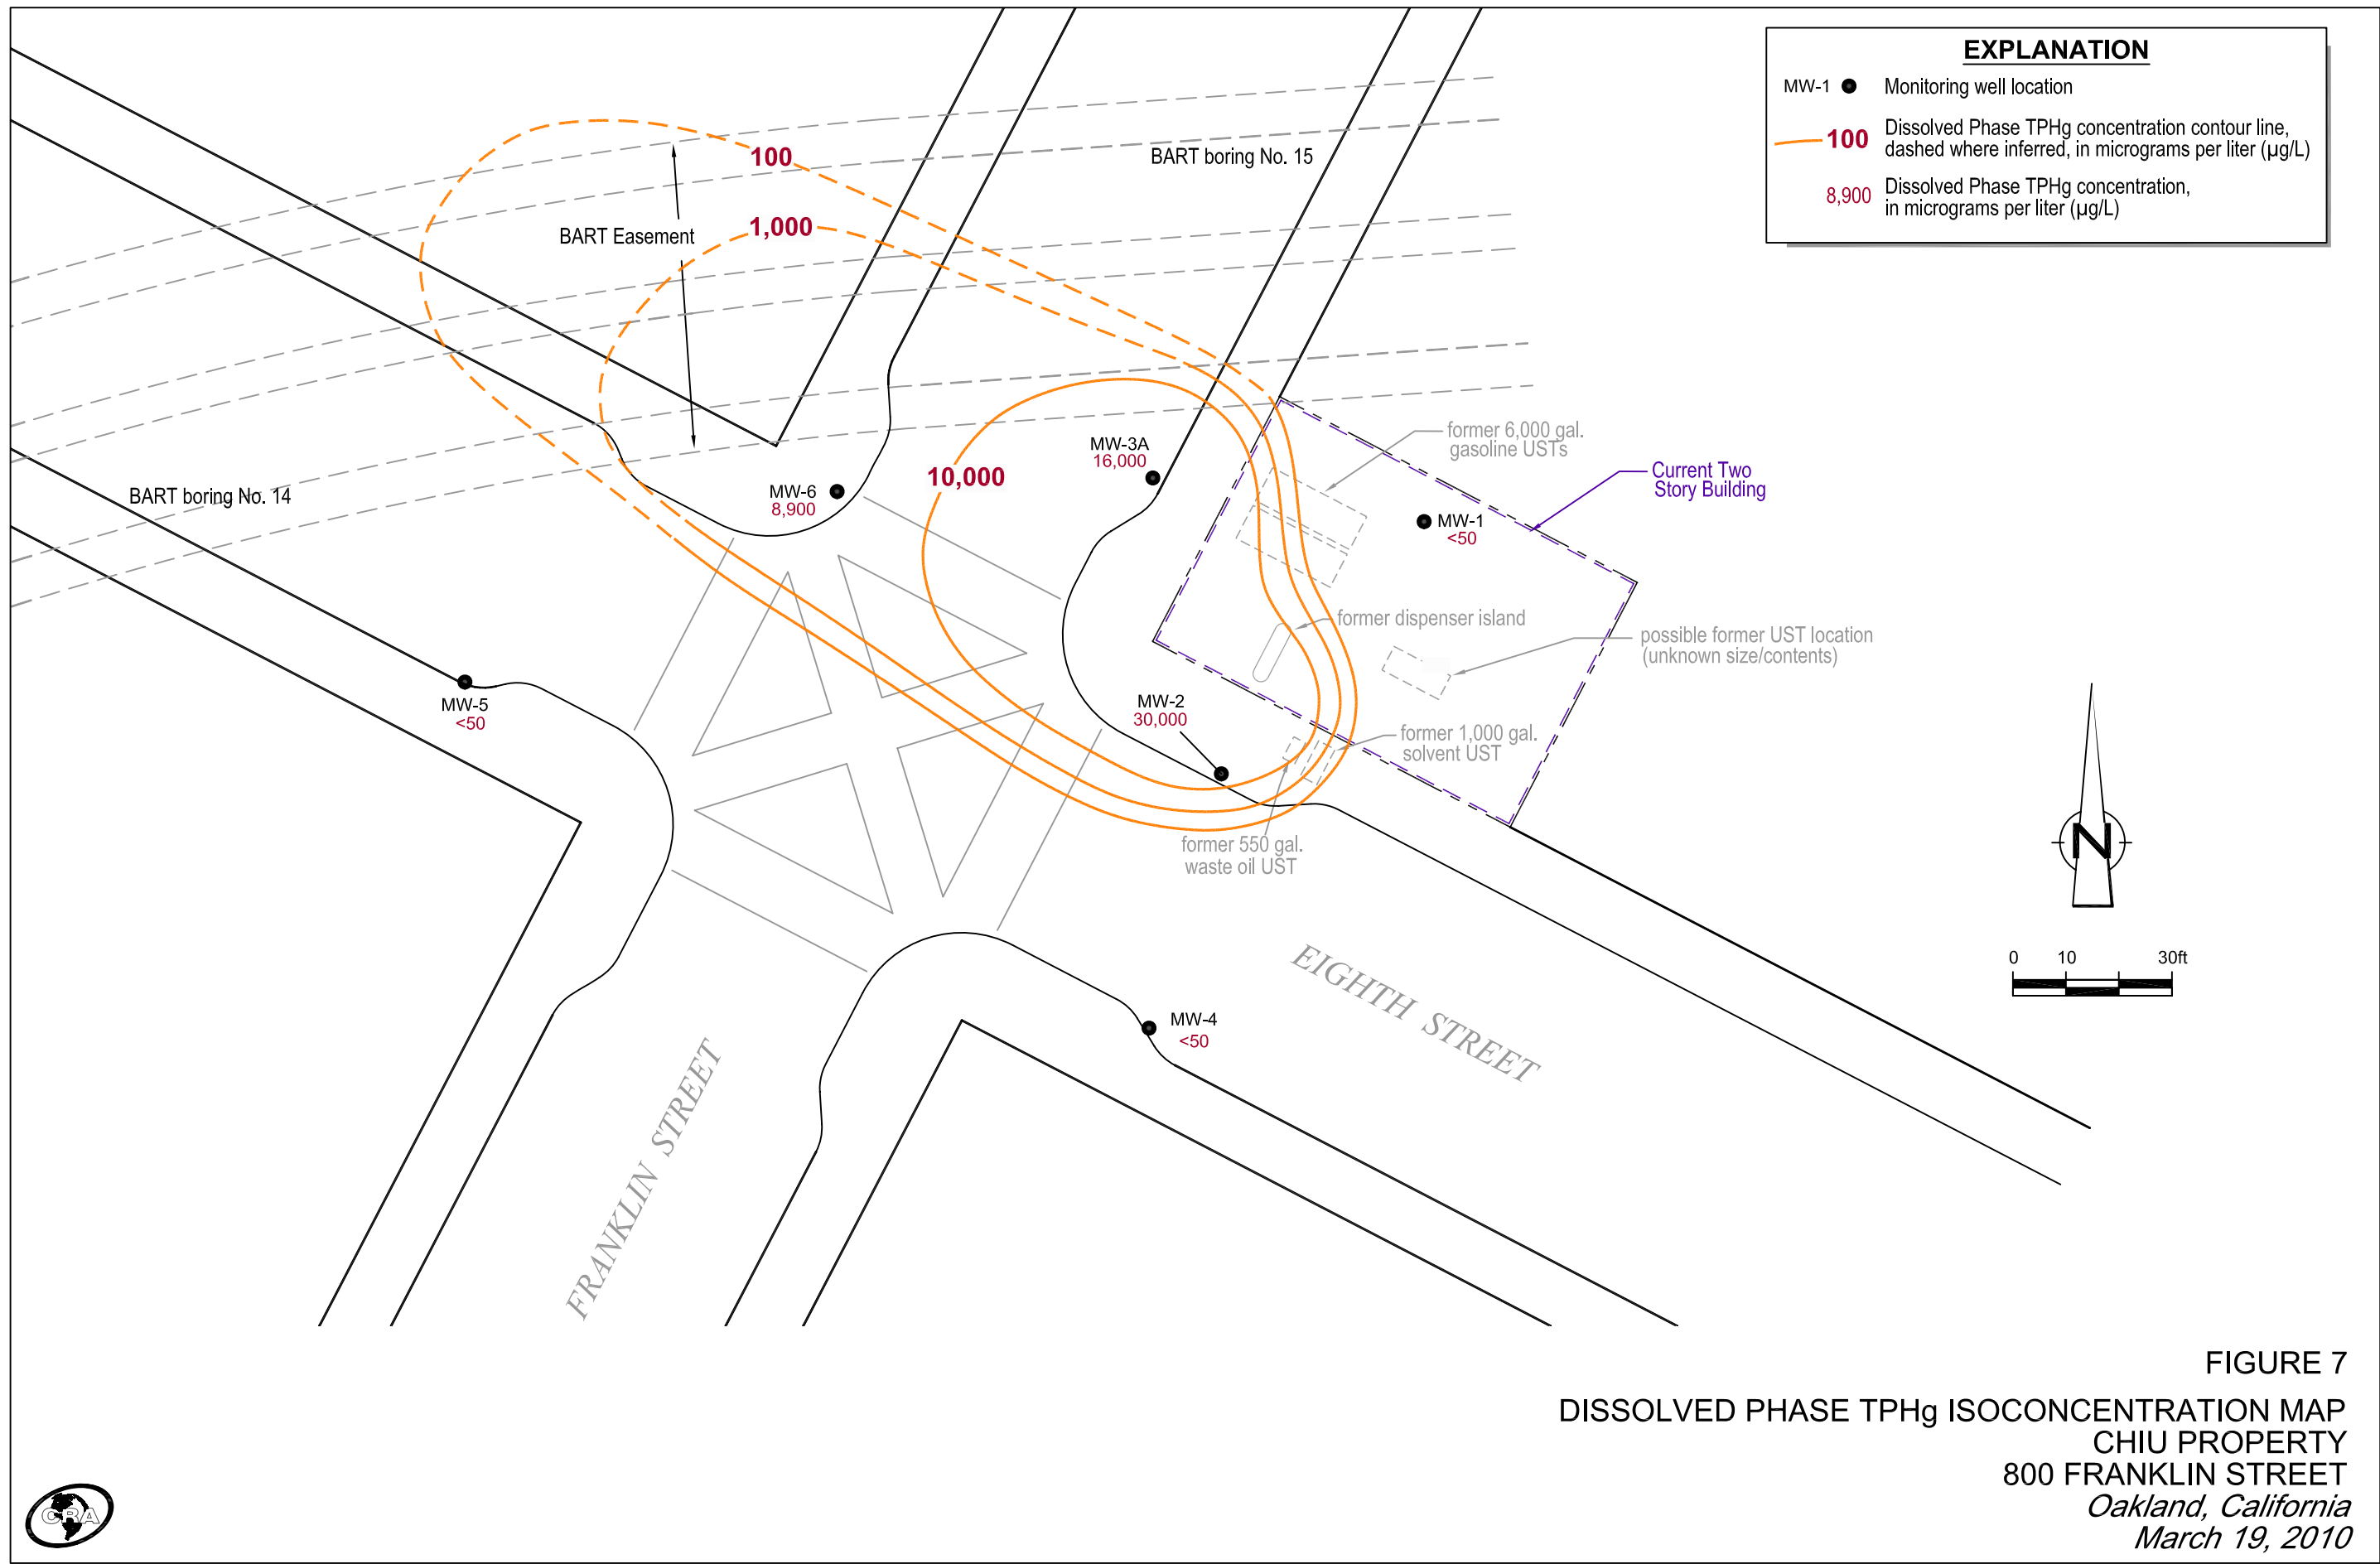 EXPLANATION
MW-1
Monitoring well location
100
Dissolved Phase TPHg concentration contour line,
dashed where inferred, in micrograms per liter (µg/L)
8,900
Dissolved Phase TPHg concentration,
in micrograms per liter (µg/L)
100
BART boring No. 15
1,000
BART Easement
former 6,000 gal.
gasoline USTs
MW-3A
16,000
10,000
Current Two
Story Building
BART boring No. 14
MW-6
8,900
MW-1
<50
former dispenser island
possible former UST location
(unknown size/contents)
MW-5
<50
MW-2
30,000
former 1,000 gal.
solvent UST
former 550 gal.
waste oil UST
N
0 10 30ft
EIGHTH STREET
MW-4
<50
FRANKLIN STREET
FIGURE 7
DISSOLVED PHASE TPHg ISOCONCENTRATION MAP
CHIU PROPERTY
800 FRANKLIN STREET
Oakland, California
March 19, 2010
CRA